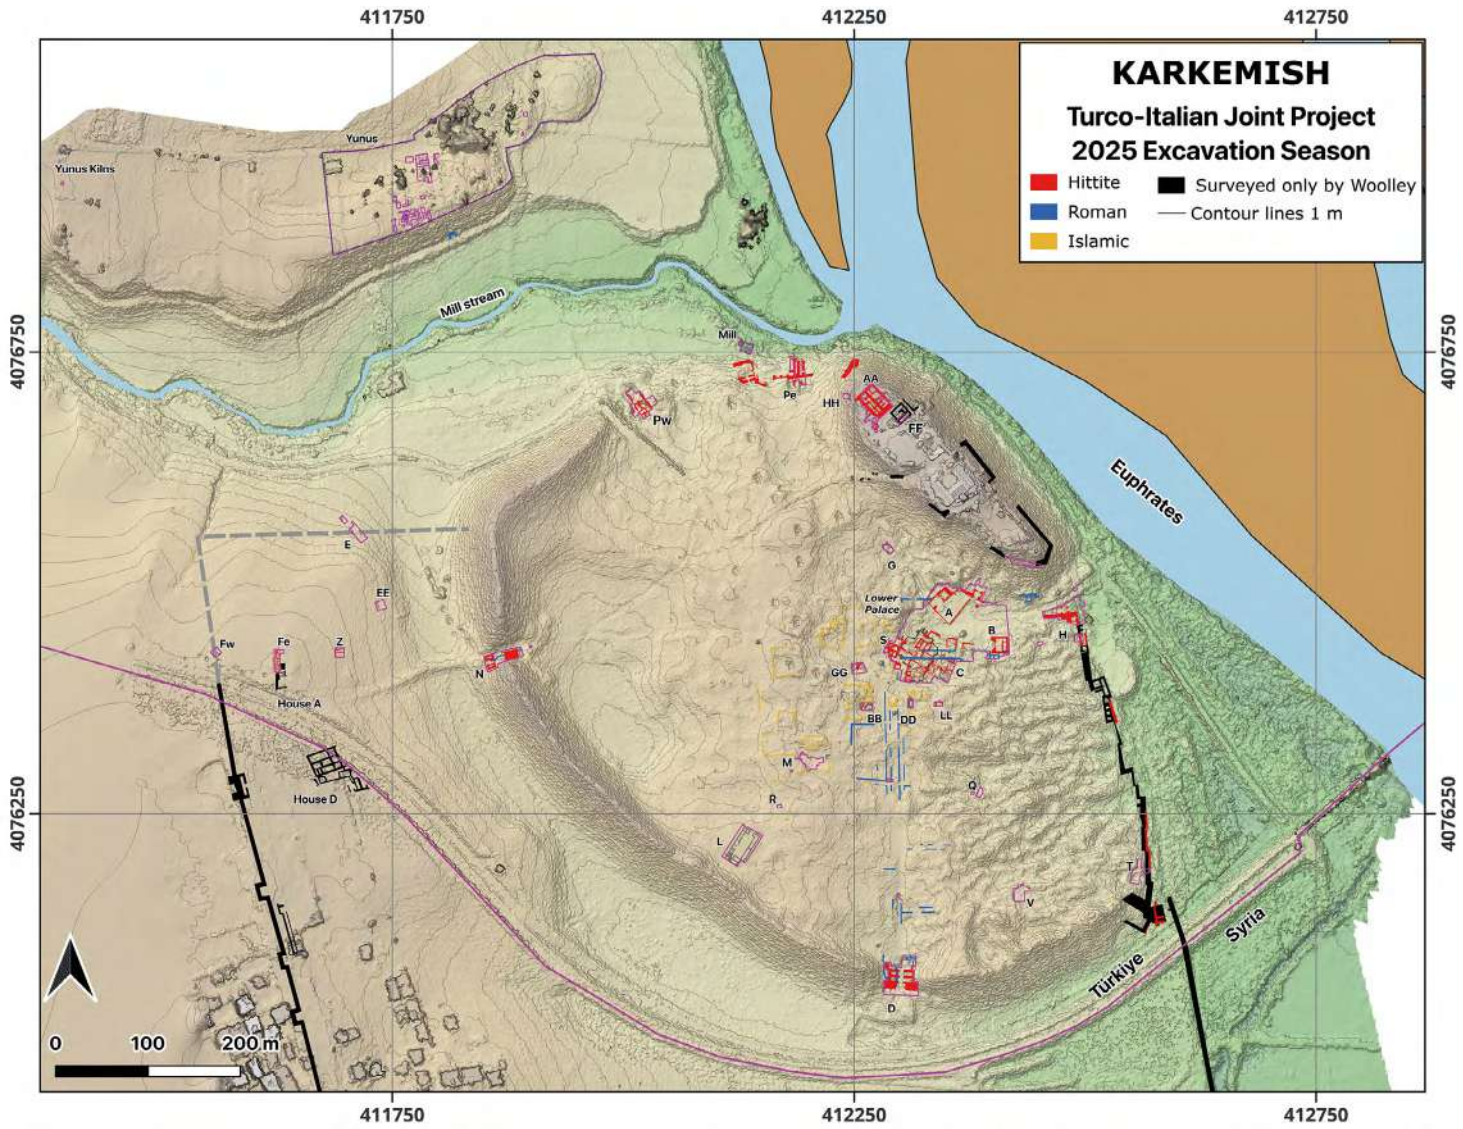 411750
412250
412750
KARKEMISH
Turco-Italian Joint Project
2025 Excavation Season
Hittite
Surveyed only by Woolley
Roman
Contour lines 1 m
Islamic
Yunus
Yunus Kilns
Mill stream
Mill
4076750
4076750
Pe
HH
AA
FF
Pw
Euphrates
E
G
EE
Lower
Palace
A
B
H
S
C
Fw
Fe
Z
N
GG
House A
BB
DD
LL
M
House D
R
Q
4076250
4076250
L
T
V
Syria
Türkiye
D
0
100
200 m
411750
412250
412750